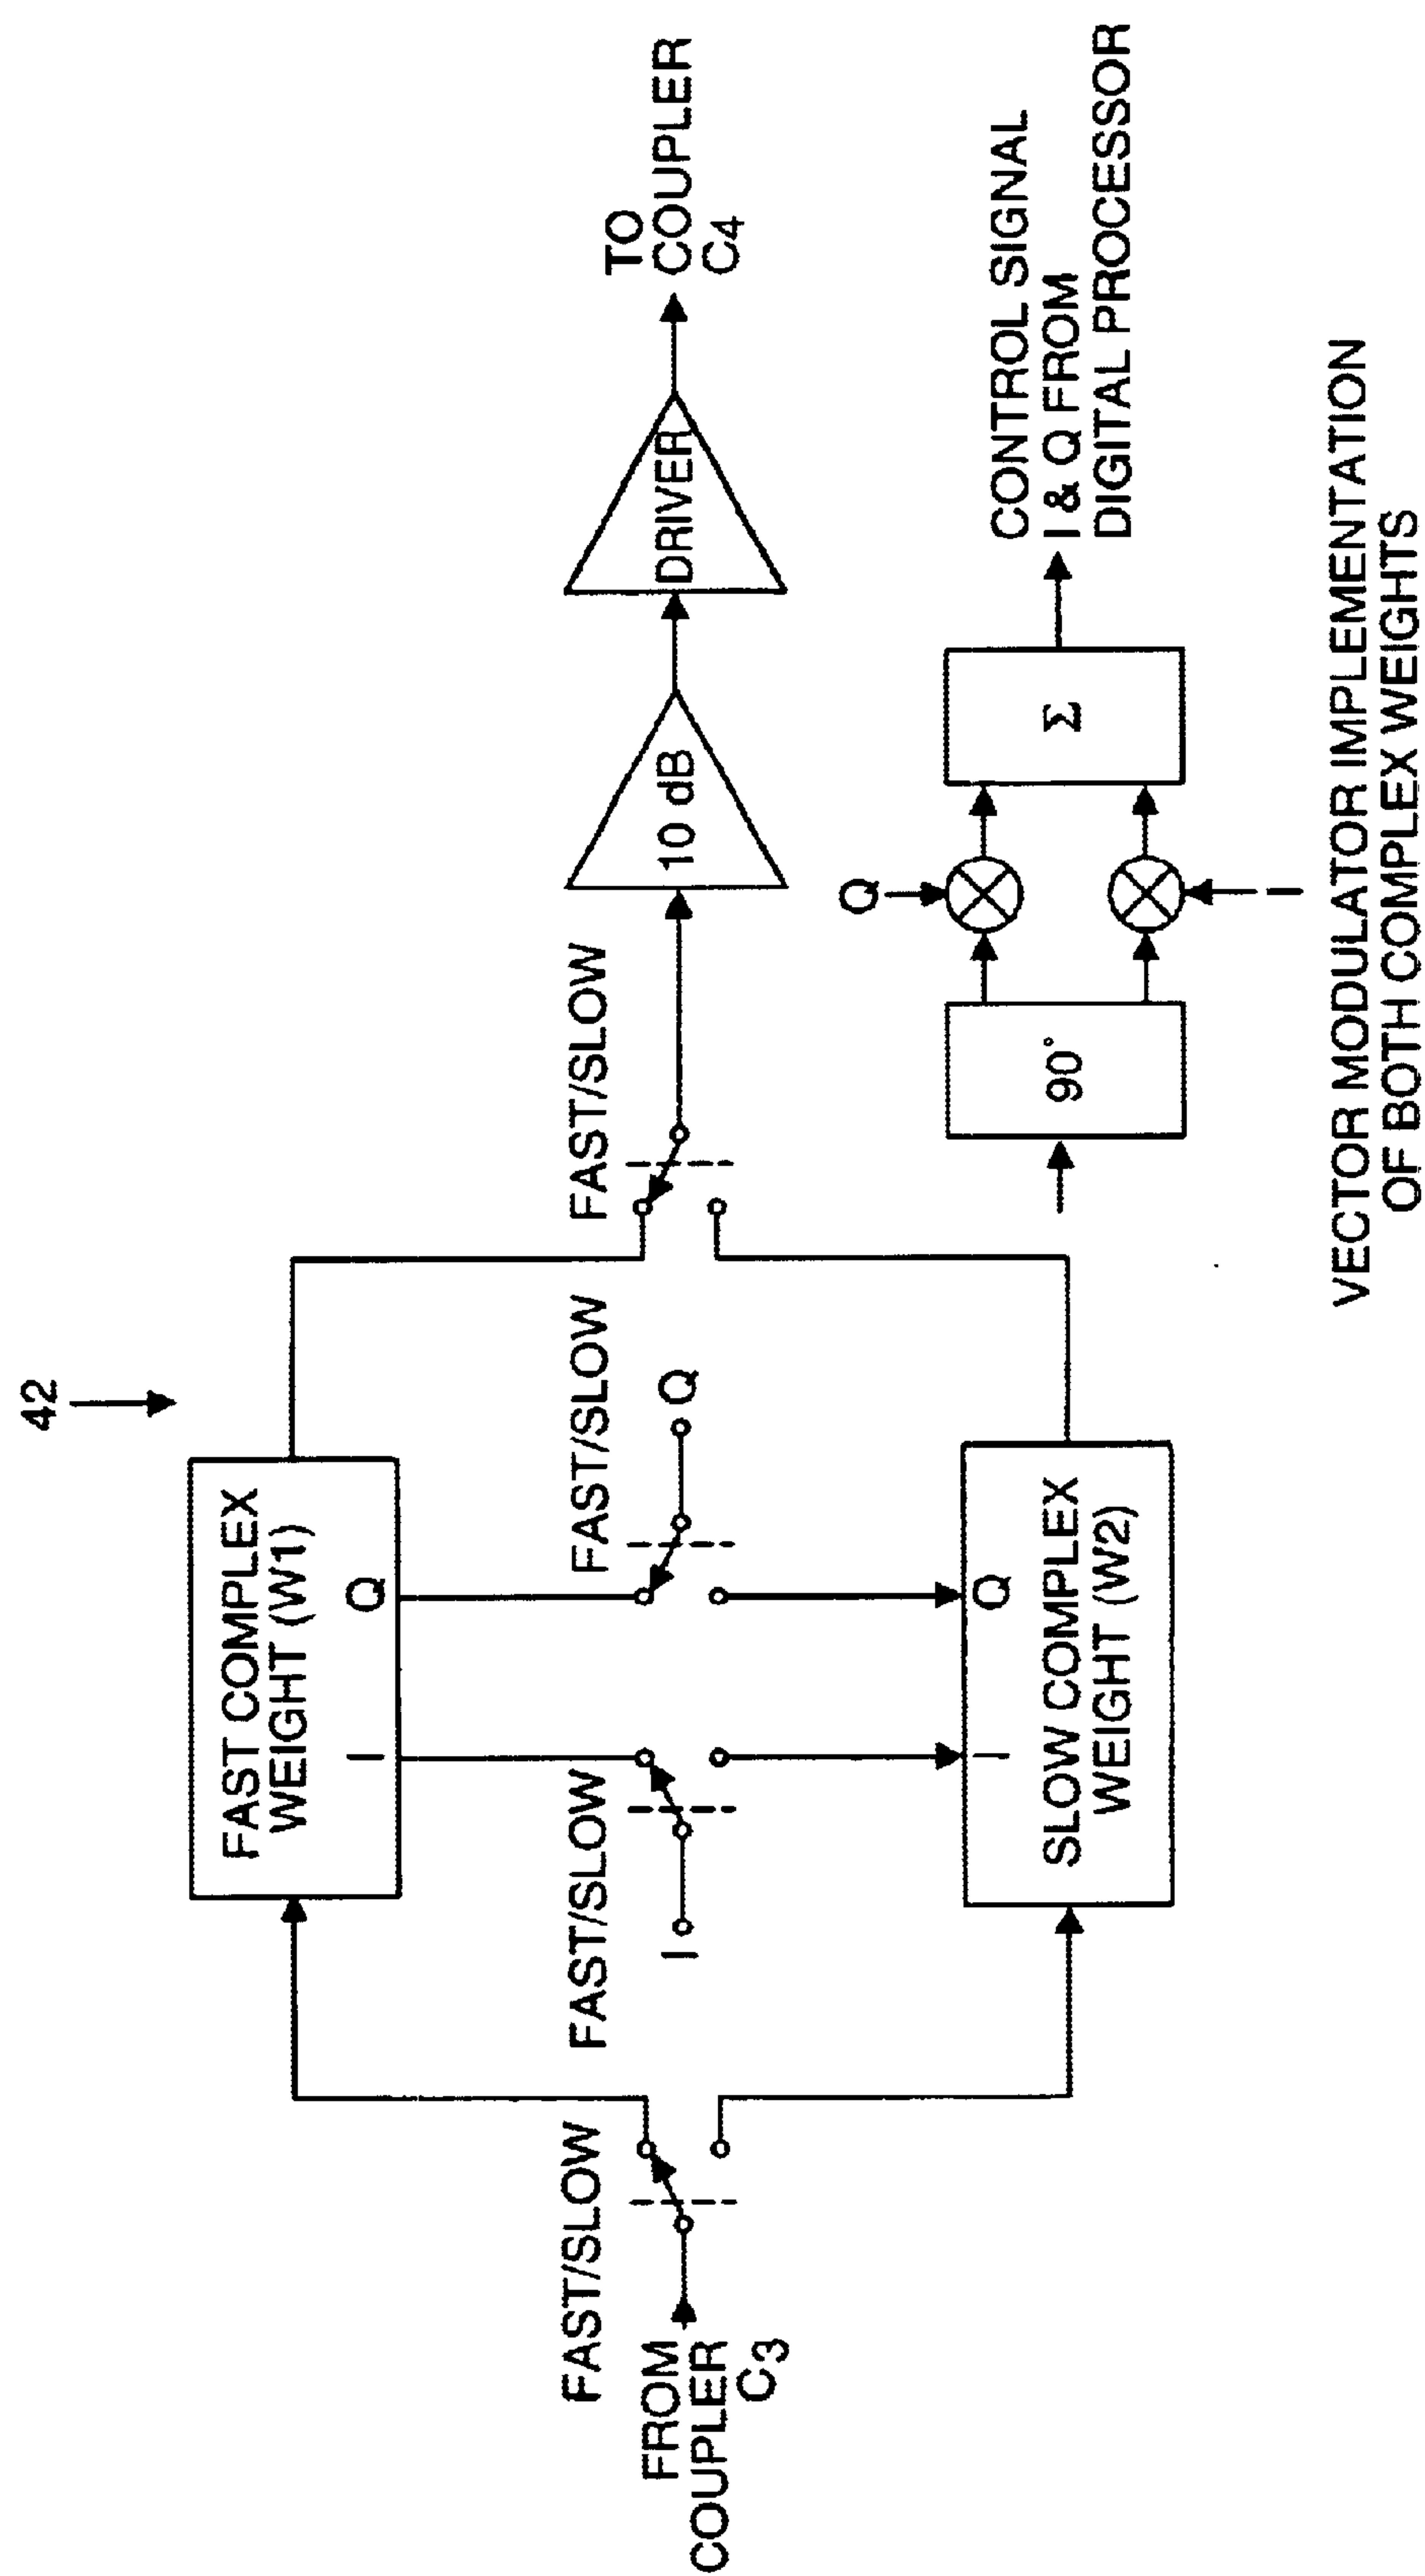 42
FAST/SLOW
FROM
COUPLER
C3
FAST COMPLEX
WEIGHT (W1)
I
Q
FAST/SLOW
I
FAST/SLOW
Q
I
Q
SLOW COMPLEX
WEIGHT (W2)
FAST/SLOW
10 dB
DRIVER
TO
COUPLER
C4
90°
Q
I
Σ
CONTROL SIGNAL
I & Q FROM
DIGITAL PROCESSOR
VECTOR MODULATOR IMPLEMENTATION
OF BOTH COMPLEX WEIGHTS